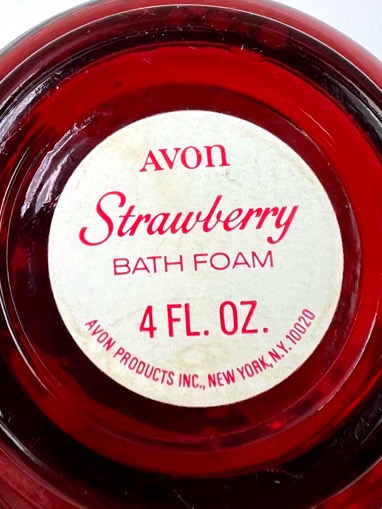 AVON
Strawberry
BATH FOAM
4 FL. OZ.
AVON PRODUCTS INC., NEW YORK, N.Y. 10020